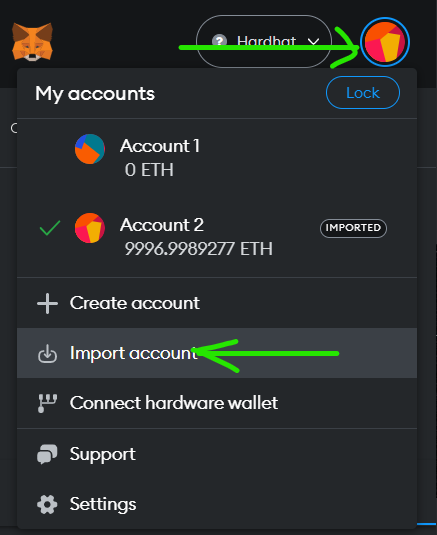 Hardhat
My accounts
Lock
Account 1
0 ETH
Account 2
IMPORTED
9996.9989277 ETH
Create account
Import account
Connect hardware wallet
Support
Settings